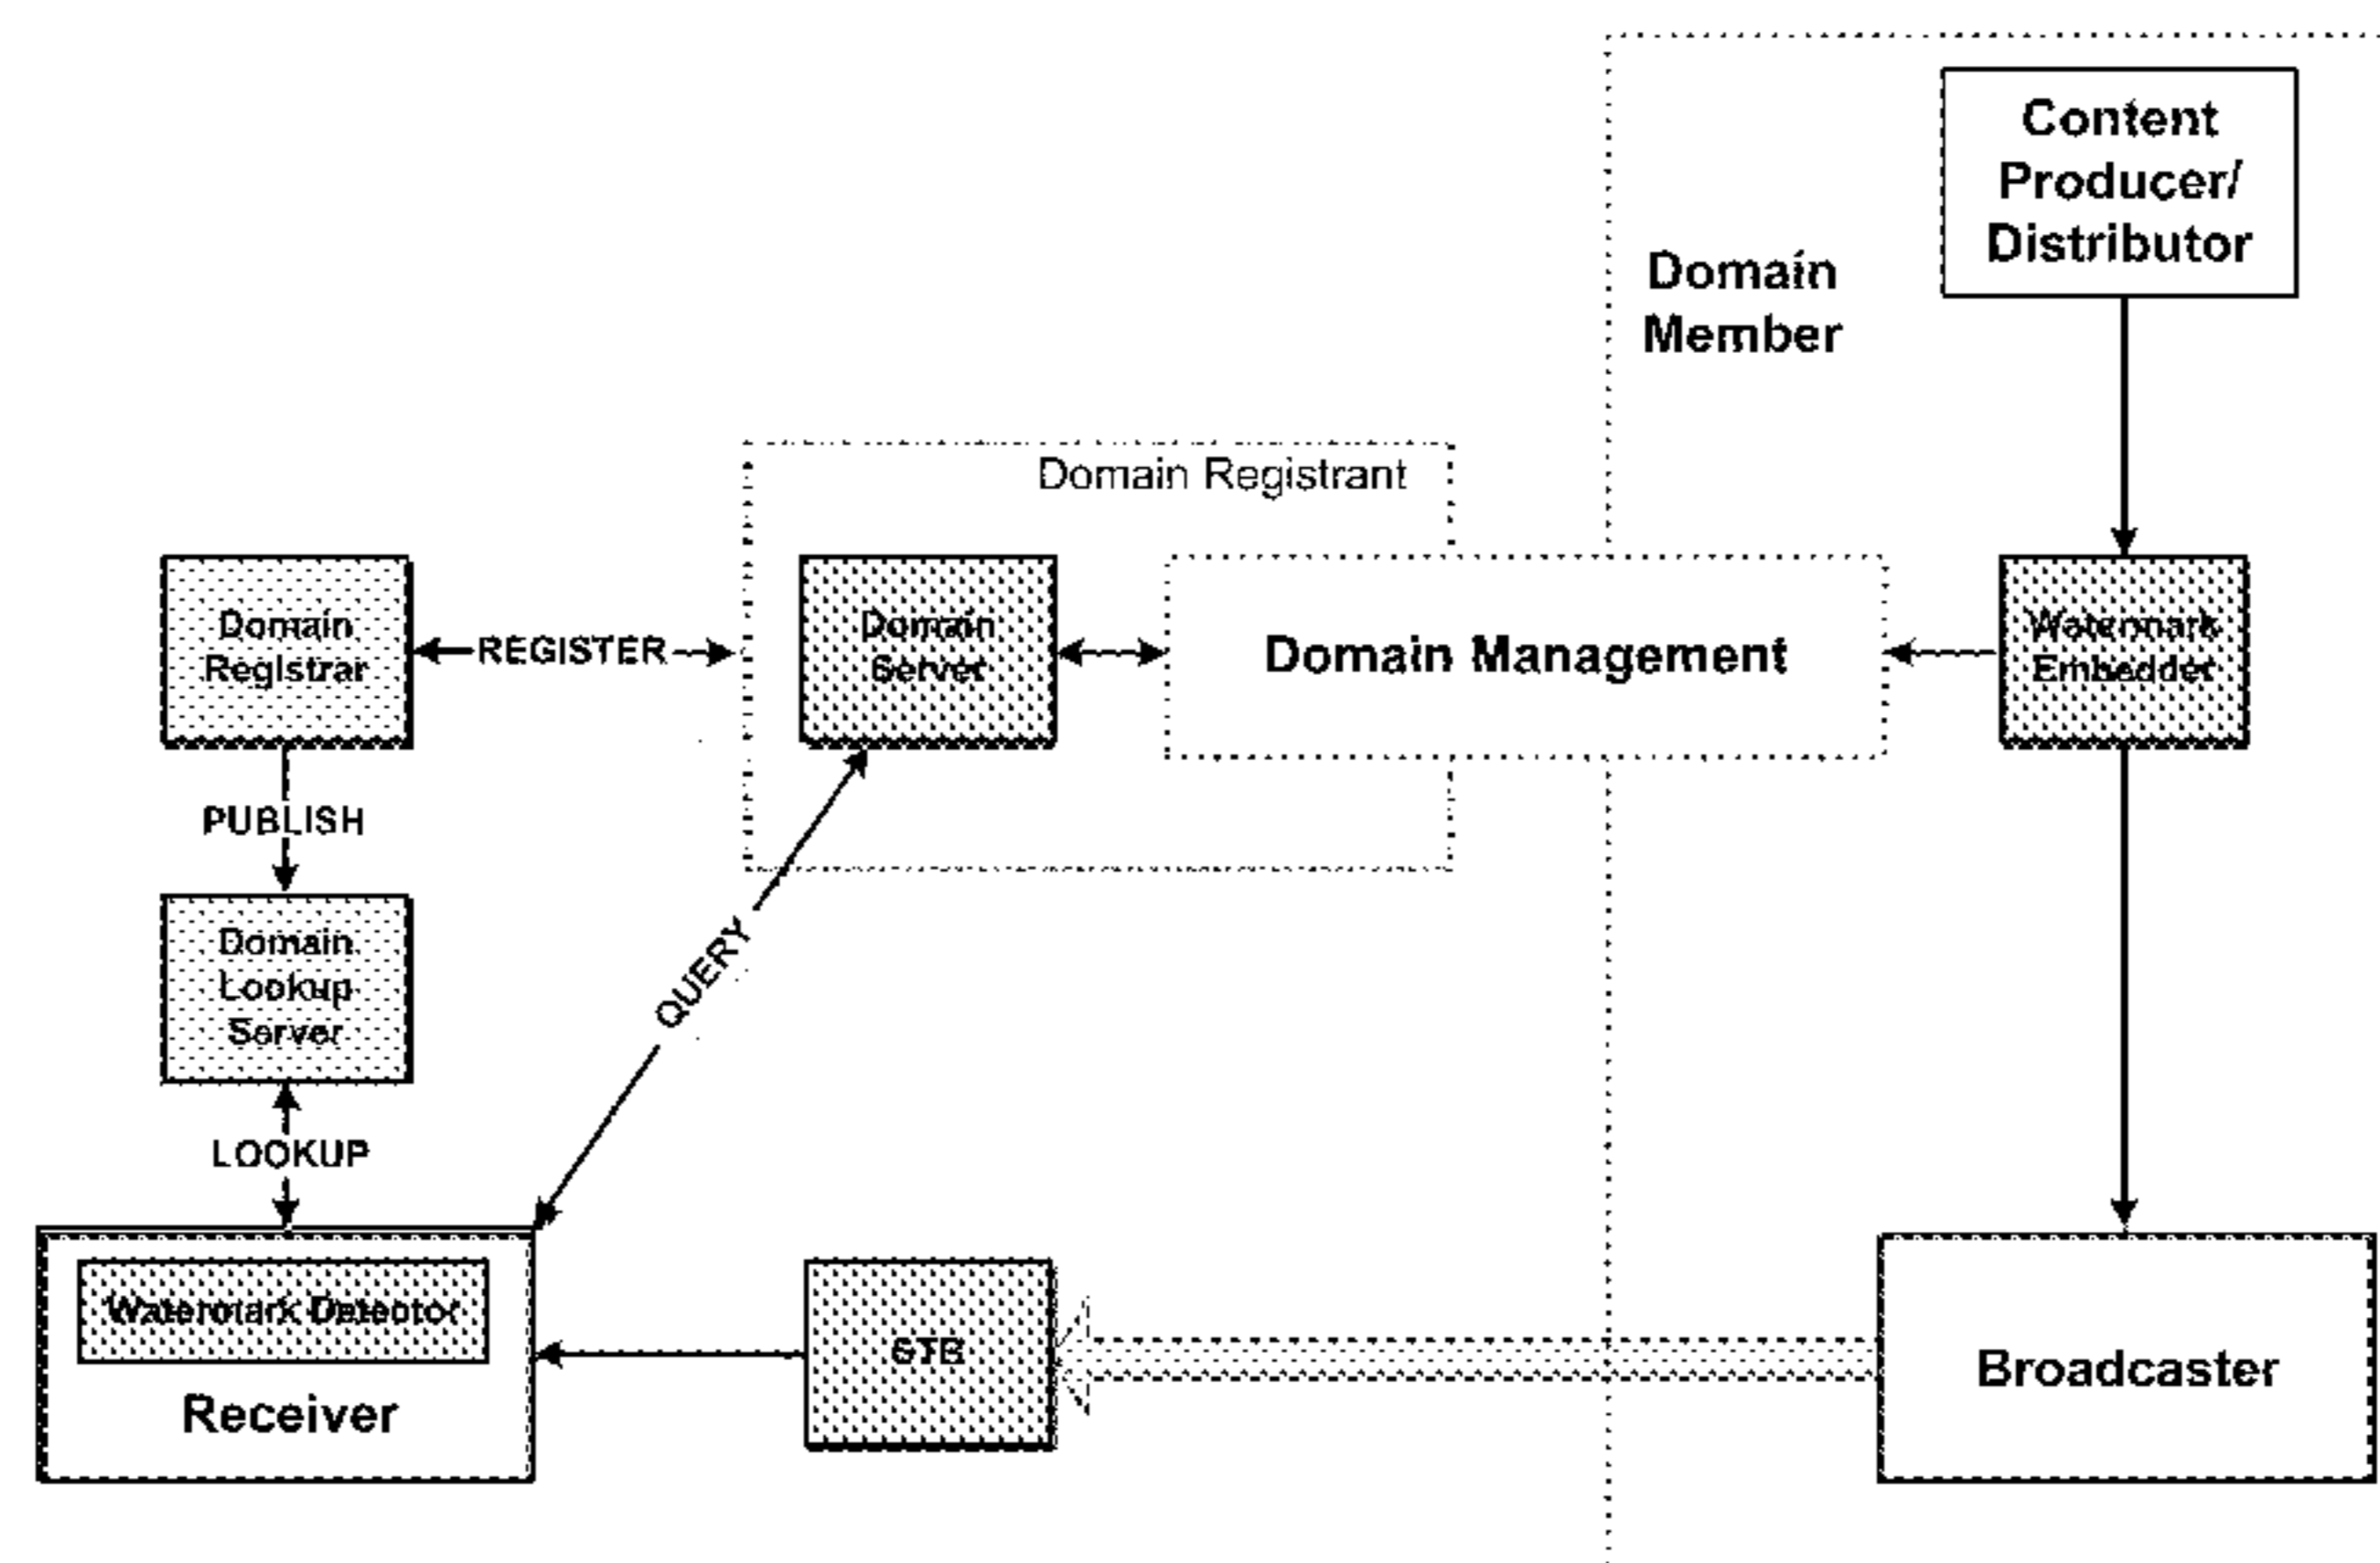 Content
Producer/
Distributor
Domain
Member
Domain Registrant
Domain
Registrar
REGISTER
Domain
Server
Domain Management
Watermark
Embedder
PUBLISH
Domain
Lookup
Server
QUERY
LOOKUP
Watermark Detector
Receiver
STB
Broadcaster